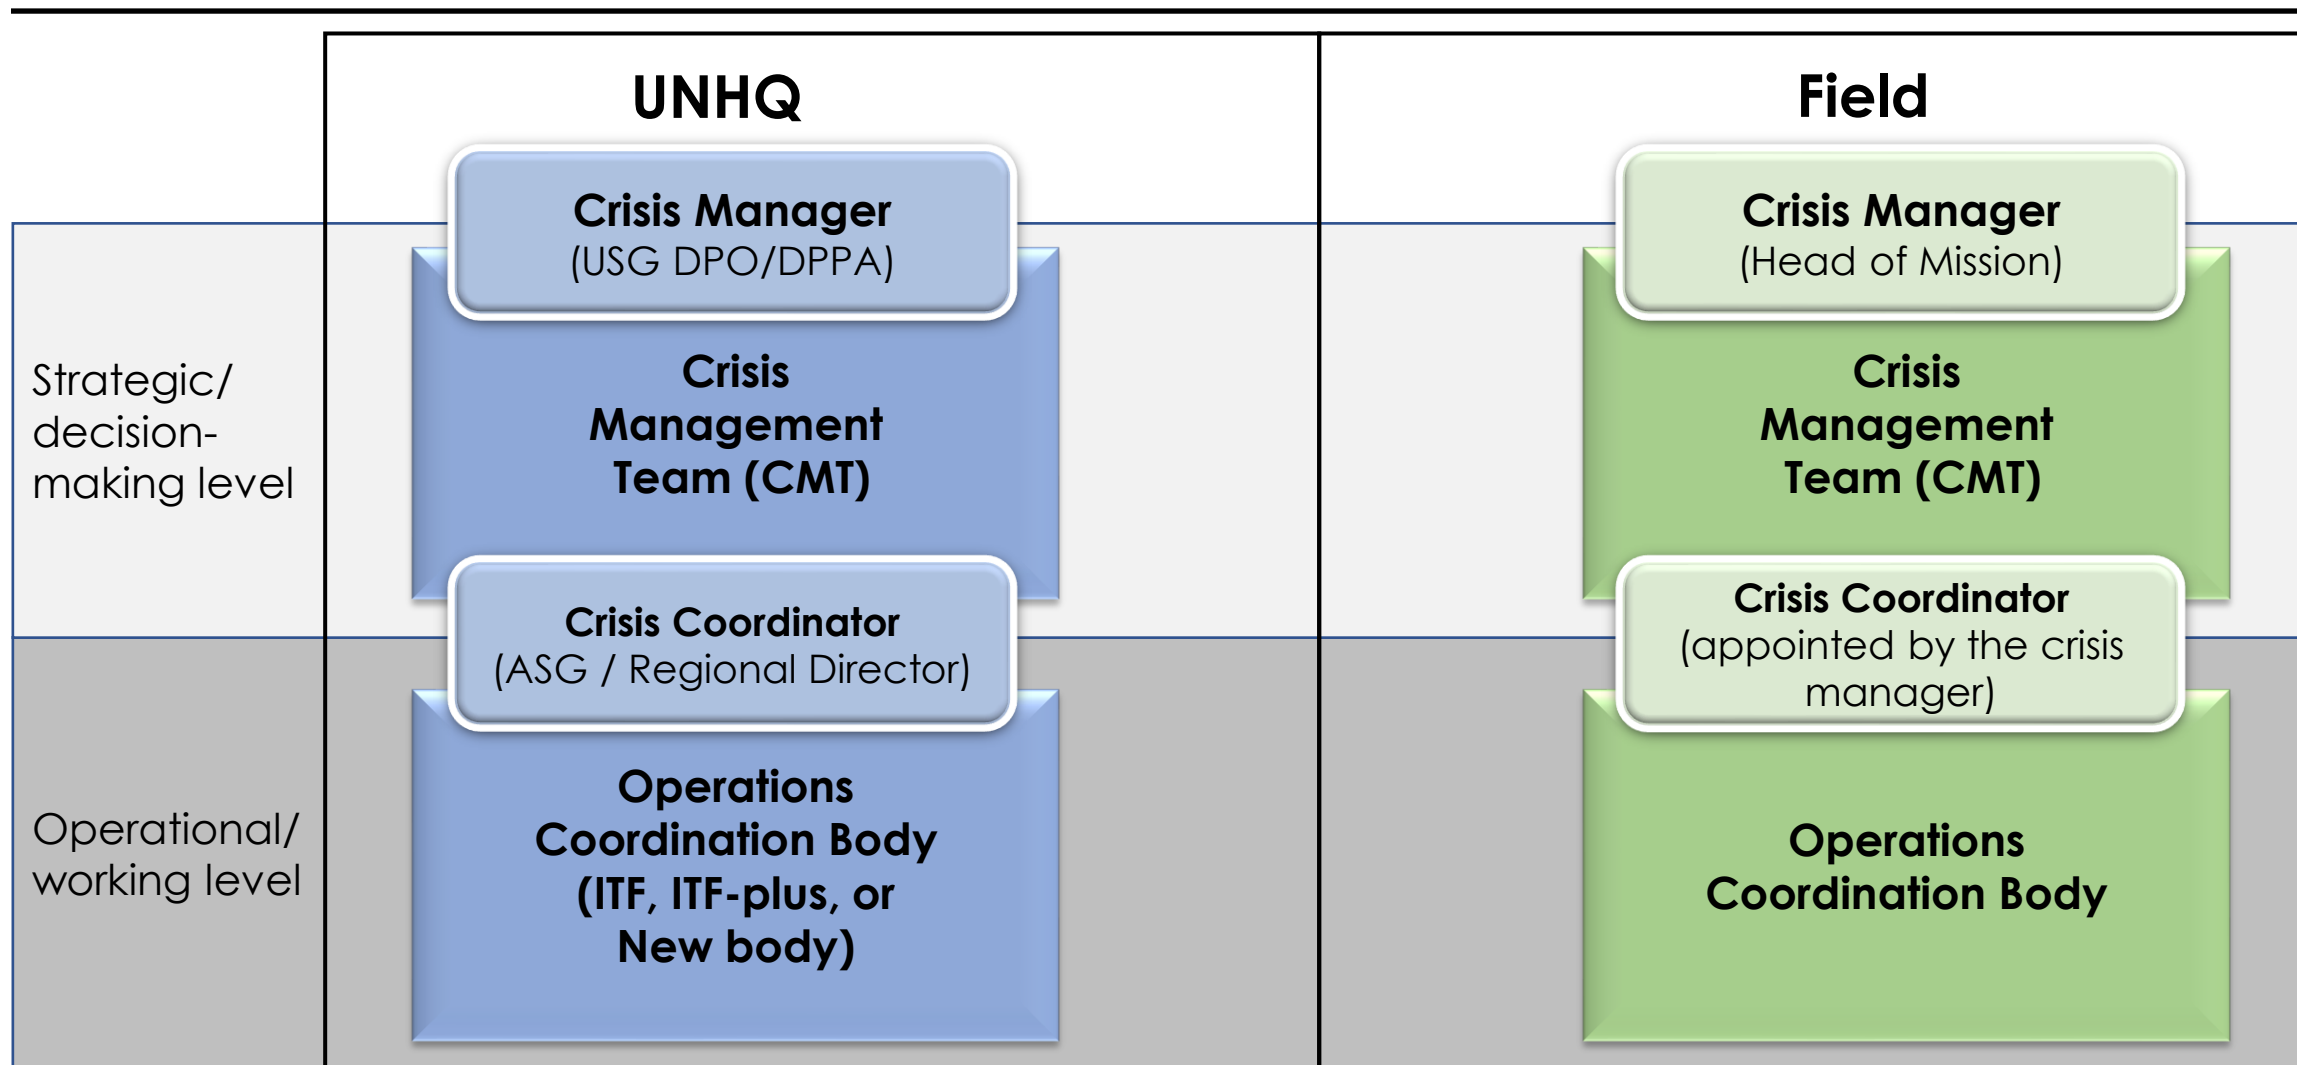 UNHQ
Field
Strategic/
decision-
making level
Crisis Manager
(USG DPO/DPPA)
Crisis
Management
Team (CMT)
Crisis Manager
(Head of Mission)
Crisis
Management
Team (CMT)
Operational/
working level
Crisis Coordinator
(ASG / Regional Director)
Operations
Coordination Body
(ITF, ITF-plus, or
New body)
Crisis Coordinator
(appointed by the crisis
manager)
Operations
Coordination Body